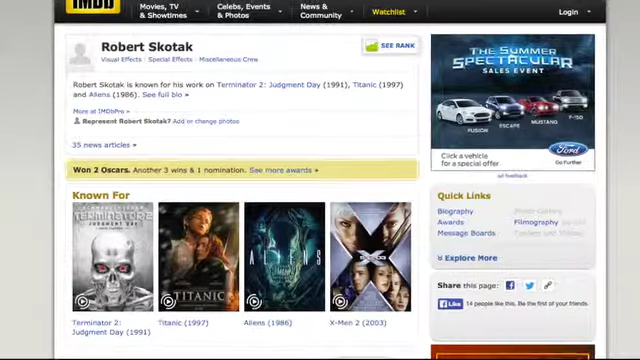 IMDb
Movies, TV
& Showtimes
Celebs, Events
& Photos
News &
Community
Watchlist
Login
Robert Skotak
SEE RANK
Visual Effects | Special Effects | Miscellaneous Crew
Robert Skotak is known for his work on Terminator 2: Judgment Day (1991), Titanic (1997)
and Aliens (1986). See full bio »
More at IMDbPro »
Represent Robert Skotak? Add or change photos
35 news articles »
Won 2 Oscars. Another 3 wins & 1 nomination. See more awards »
Known For
TERMINATOR 2
JUDGMENT DAY
TITANIC
ALIENS
Terminator 2:
Judgment Day (1991)
Titanic (1997)
Aliens (1986)
X-Men 2 (2003)
THE SUMMER
SPECTACULAR
SALES EVENT
FUSION
ESCAPE
MUSTANG
F-150
Click a vehicle
for a special offer
Ford
Go Further
ad feedback
Quick Links
Biography
Awards
Filmography
Message Boards
Explore More
Share this page:
Like
14 people like this. Be the first of your friends.